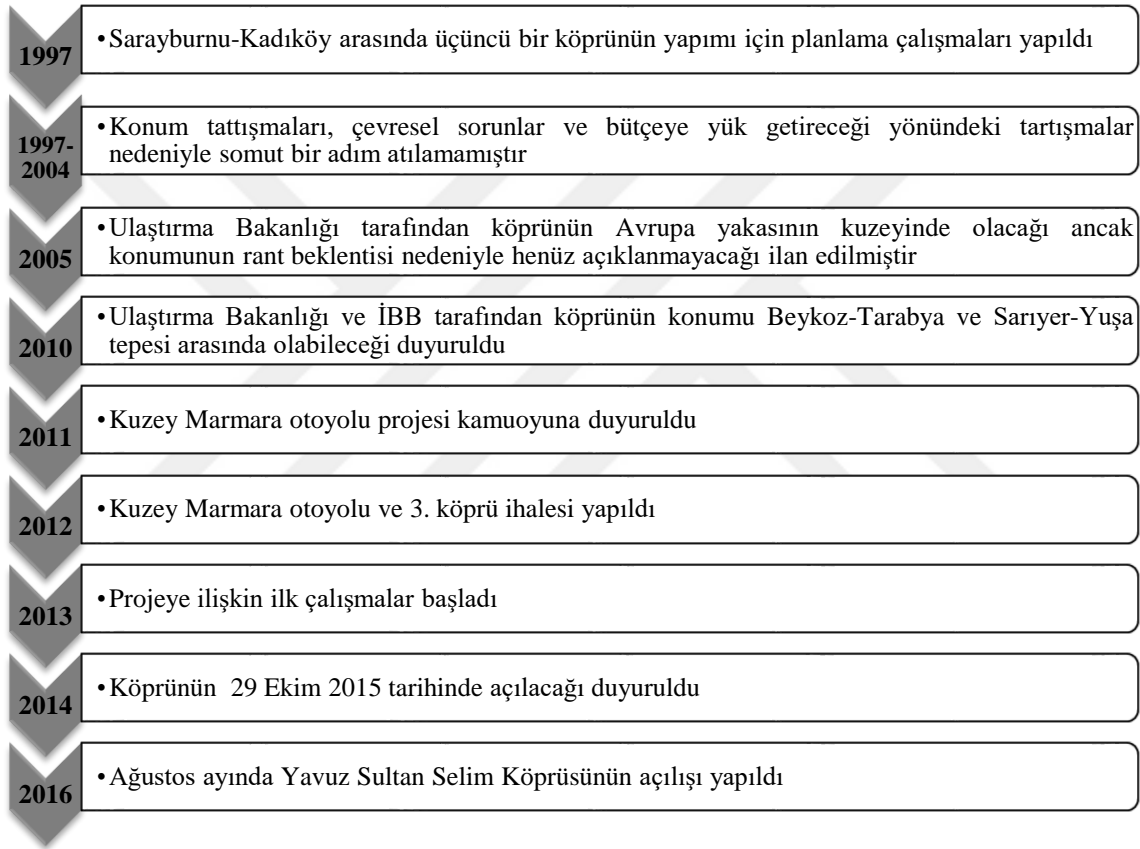 1997
•Sarayburnu-Kadıköy arasında üçüncü bir köprünün yapımı için planlama çalışmaları yapıldı
1997-
2004
•Konum tattışmaları, çevresel sorunlar ve bütçeye yük getireceği yönündeki tartışmalar
nedeniyle somut bir adım atılamamıştır
2005
•Ulaştırma Bakanlığı tarafından köprünün Avrupa yakasının kuzeyinde olacağı ancak
konumunun rant beklentisi nedeniyle henüz açıklanmayacağı ilan edilmiştir
2010
•Ulaştırma Bakanlığı ve İBB tarafından köprünün konumu Beykoz-Tarabya ve Sarıyer-Yuşa
tepesi arasında olabileceği duyuruldu
2011
•Kuzey Marmara otoyolu projesi kamuoyuna duyuruldu
2012
•Kuzey Marmara otoyolu ve 3. köprü ihalesi yapıldı
2013
•Projeye ilişkin ilk çalışmalar başladı
2014
•Köprünün 29 Ekim 2015 tarihinde açılacağı duyuruldu
2016
•Ağustos ayında Yavuz Sultan Selim Köprüsünün açılışı yapıldı